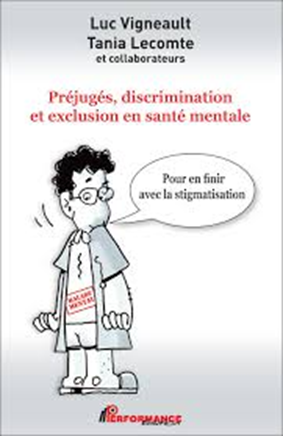 Luc Vigneault
Tania Lecomte
et collaborateurs
Préjugés, discrimination
et exclusion en santé mentale
Pour en finir
avec la stigmatisation
MALADE
MENTAL
PERFORMANCE